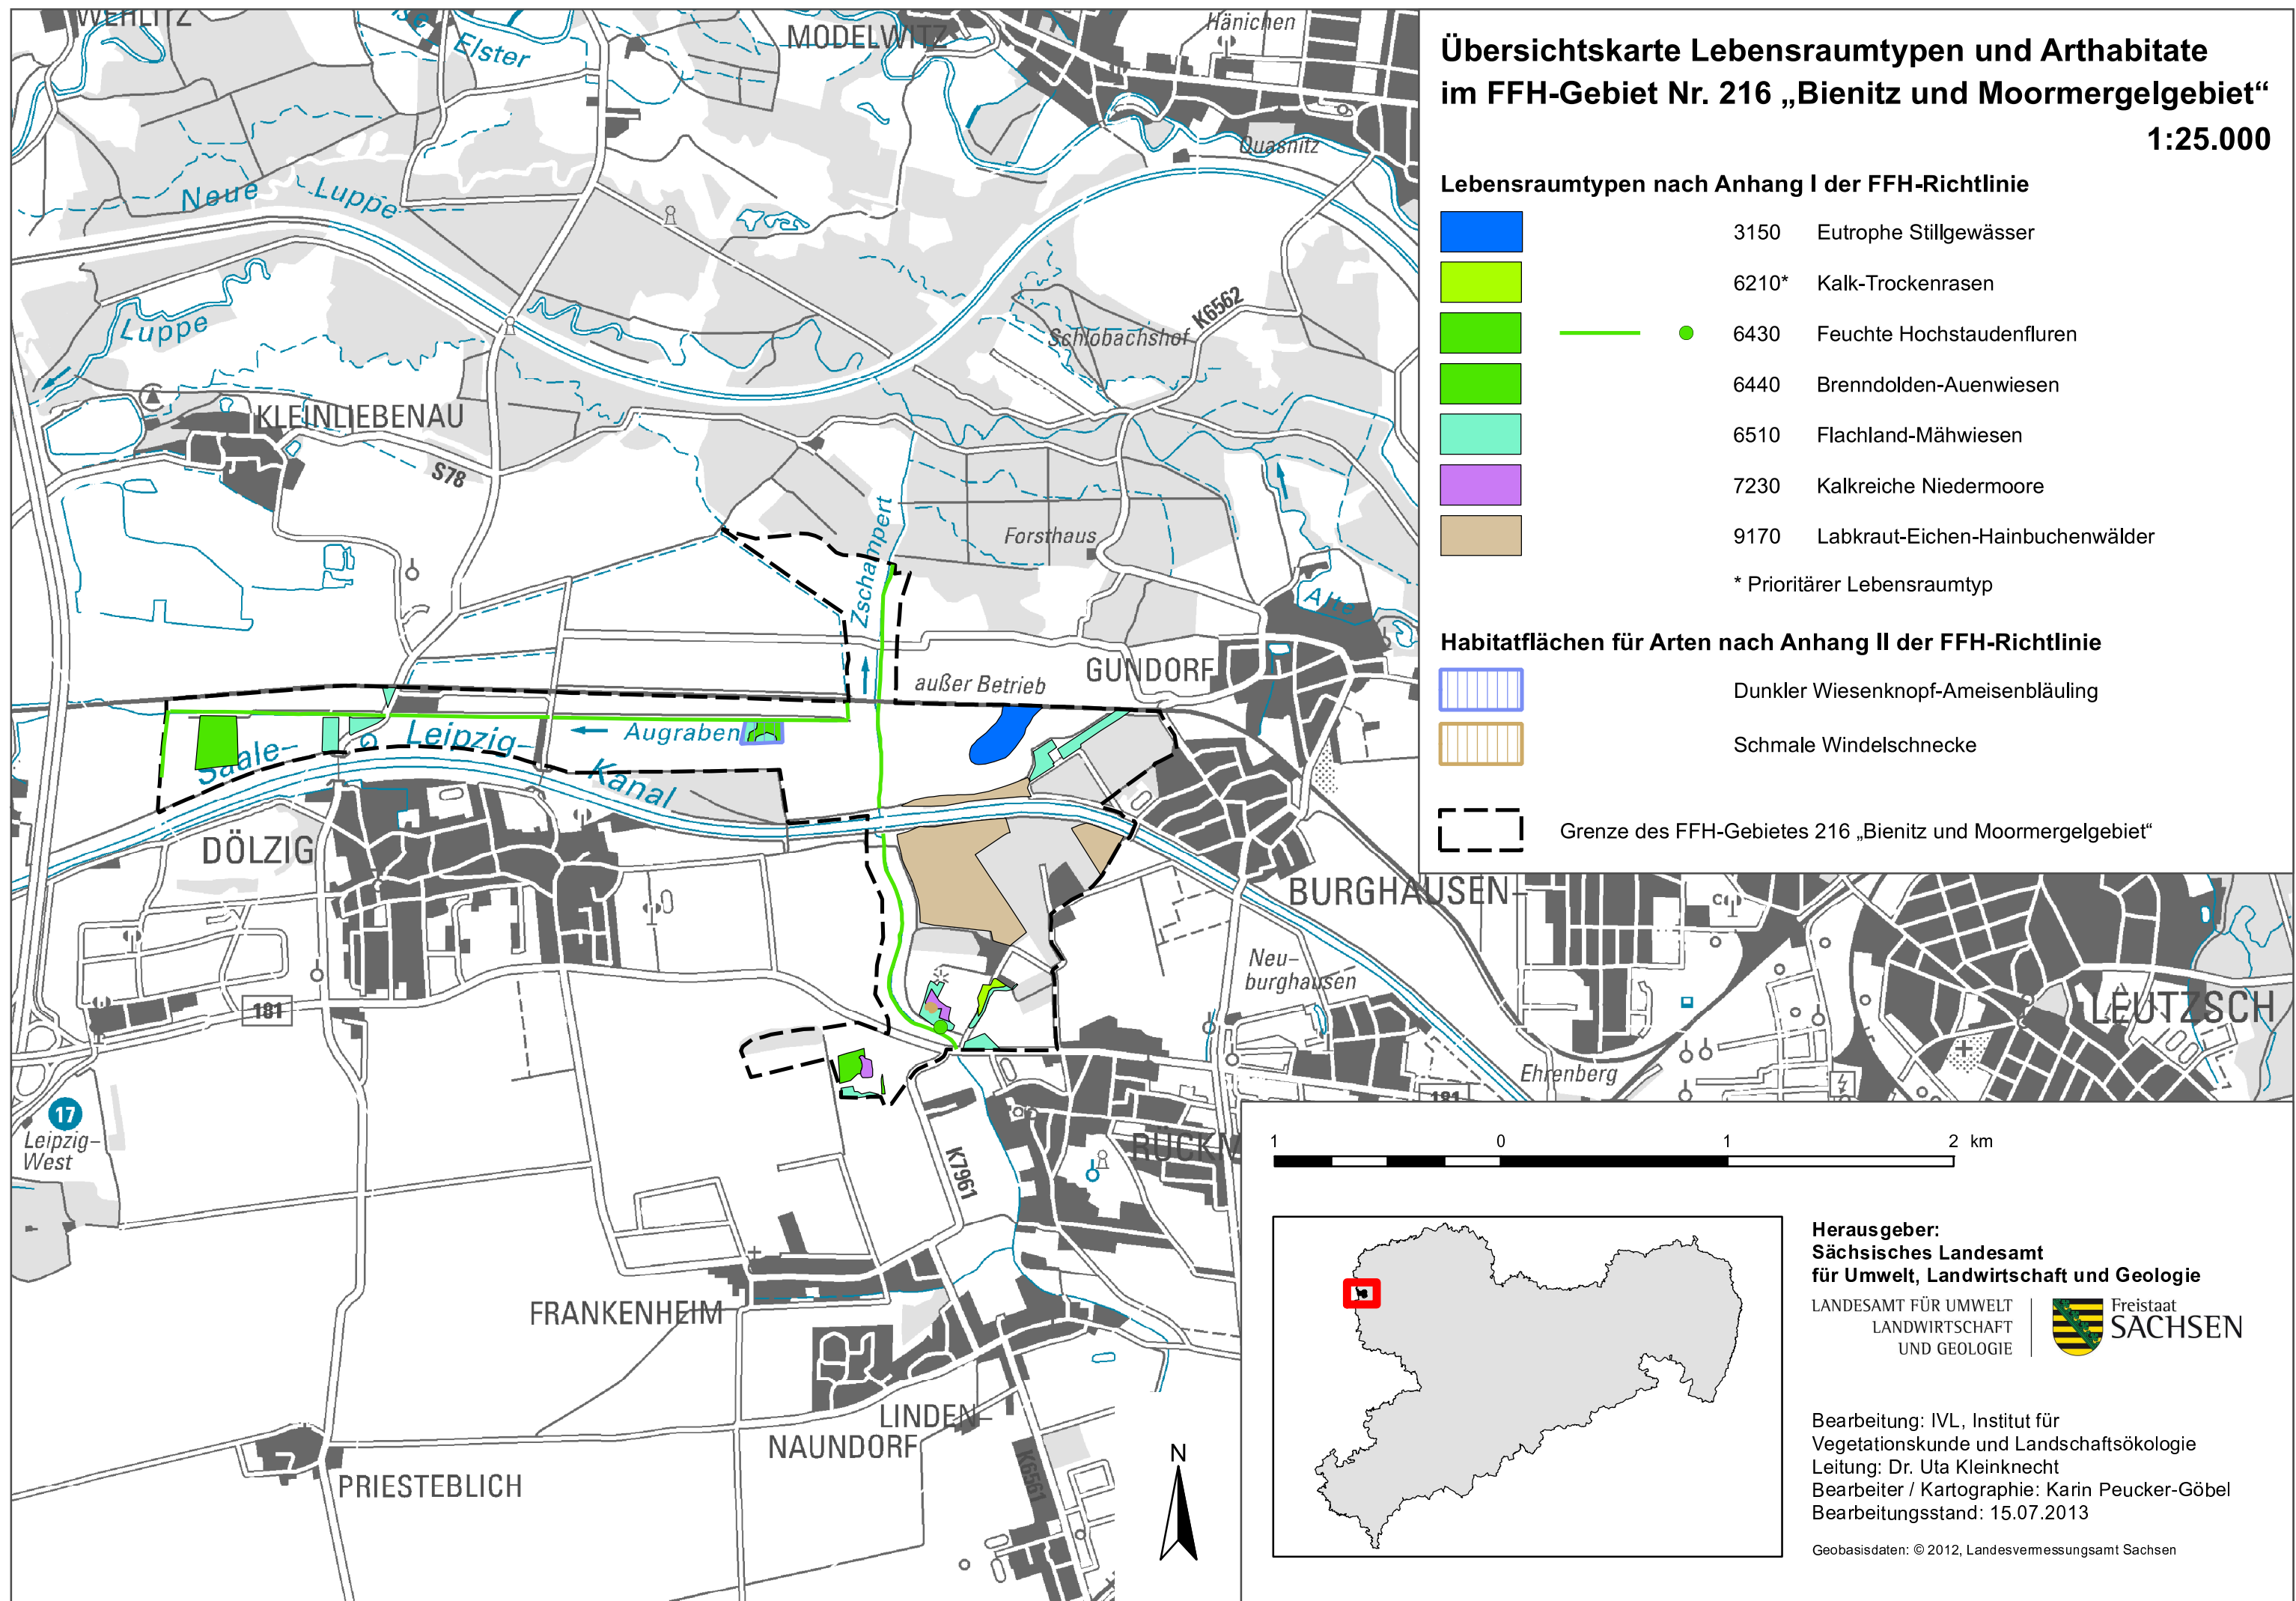 Übersichtskarte Lebensraumtypen und Arthabitate
im FFH-Gebiet Nr. 216 „Bienitz und Moormergelgebiet“
1:25.000
Lebensraumtypen nach Anhang I der FFH-Richtlinie
3150 Eutrophe Stillgewässer
6210* Kalk-Trockenrasen
6430 Feuchte Hochstaudenfluren
6440 Brenndolden-Auenwiesen
6510 Flachland-Mähwiesen
7230 Kalkreiche Niedermoore
9170 Labkraut-Eichen-Hainbuchenwälder
* Prioritärer Lebensraumtyp
Habitatflächen für Arten nach Anhang II der FFH-Richtlinie
Dunkler Wiesenknopf-Ameisenbläuling
Schmale Windelschnecke
Grenze des FFH-Gebietes 216 „Bienitz und Moormergelgebiet“
WEHLITZ
Elster
MODELWITZ
Hänichen
Quasnitz
Neue Luppe
Luppe
Schlobachshof
K6562
KLEINLIEBENAU
S78
Zschampert
Forsthaus
Alte
GUNDORF
außer Betrieb
Augraben
Saale-
Leipzig-
Kanal
DÖLZIG
BURGHAUSEN-
Neu-
burghausen
LEUTZSCH
181
Ehrenberg
181
17
Leipzig-
West
RÜCKM
K7961
FRANKENHEIM
LINDEN-
NAUNDORF
K6561
PRIESTEBLICH
N
1 0 1 2 km
Herausgeber:
Sächsisches Landesamt
für Umwelt, Landwirtschaft und Geologie
LANDESAMT FÜR UMWELT
LANDWIRTSCHAFT
UND GEOLOGIE
Freistaat
SACHSEN
Bearbeitung: IVL, Institut für
Vegetationskunde und Landschaftsökologie
Leitung: Dr. Uta Kleinknecht
Bearbeiter / Kartographie: Karin Peucker-Göbel
Bearbeitungsstand: 15.07.2013
Geobasisdaten: © 2012, Landesvermessungsamt Sachsen